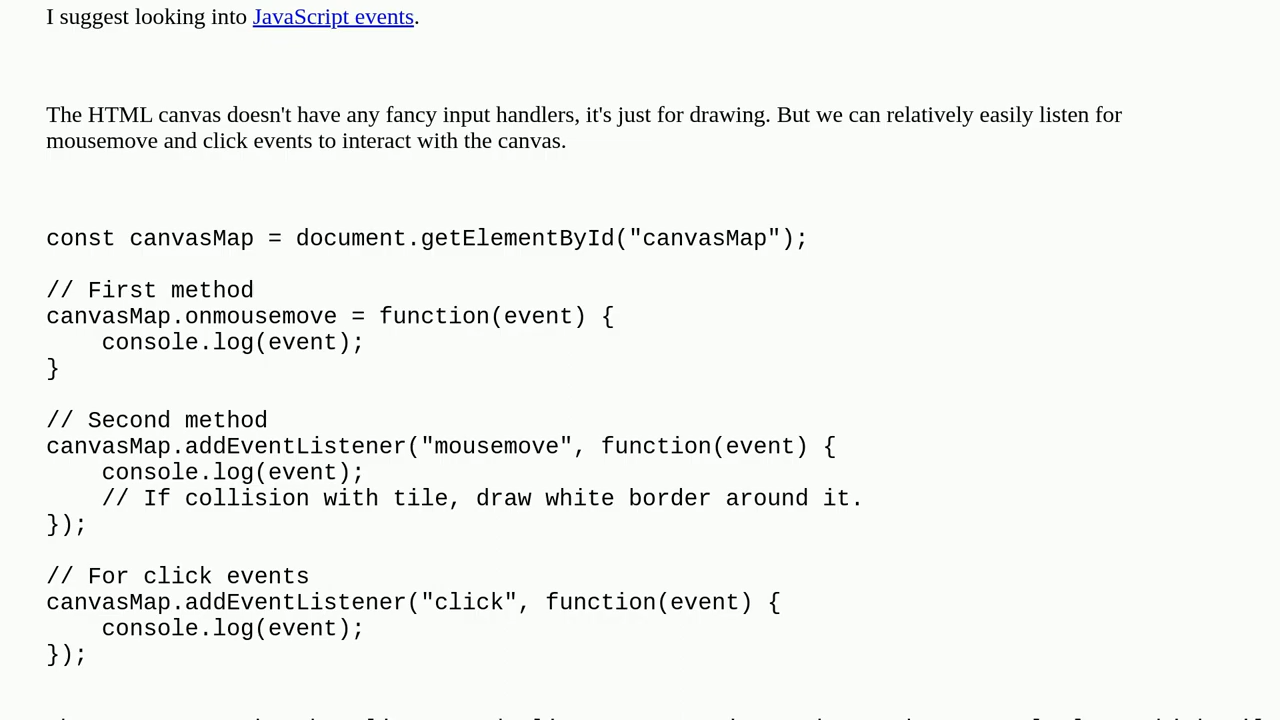 I suggest looking into JavaScript events.
The HTML canvas doesn't have any fancy input handlers, it's just for drawing. But we can relatively easily listen for
mousemove and click events to interact with the canvas.
const canvasMap = document.getElementById("canvasMap");
// First method
canvasMap.onmousemove = function(event) {
    console.log(event);
}
// Second method
canvasMap.addEventListener("mousemove", function(event) {
    console.log(event);
    // If collision with tile, draw white border around it.
});
// For click events
canvasMap.addEventListener("click", function(event) {
    console.log(event);
});